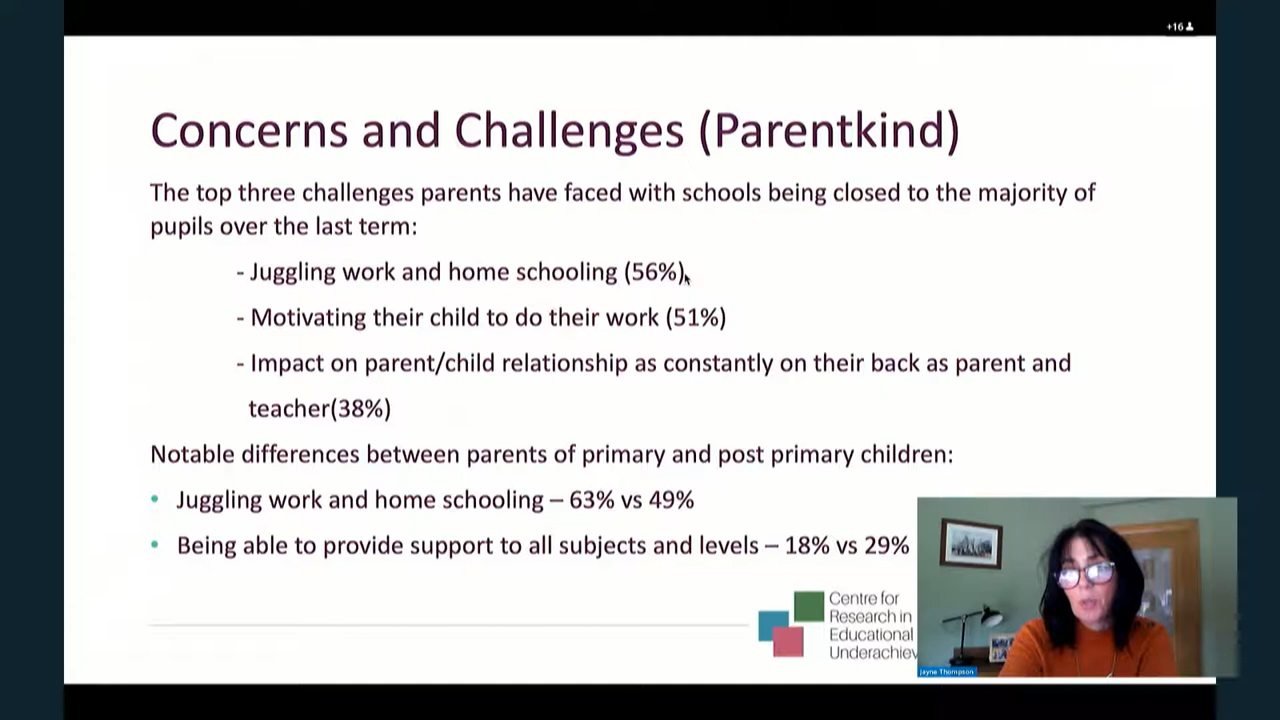 +16
Concerns and Challenges (Parentkind)
The top three challenges parents have faced with schools being closed to the majority of
pupils over the last term:
- Juggling work and home schooling (56%)
- Motivating their child to do their work (51%)
- Impact on parent/child relationship as constantly on their back as parent and
teacher(38%)
Notable differences between parents of primary and post primary children:
• Juggling work and home schooling – 63% vs 49%
• Being able to provide support to all subjects and levels – 18% vs 29%
Centre for
Research in
Educational
Underachiev
Jayne Thompson